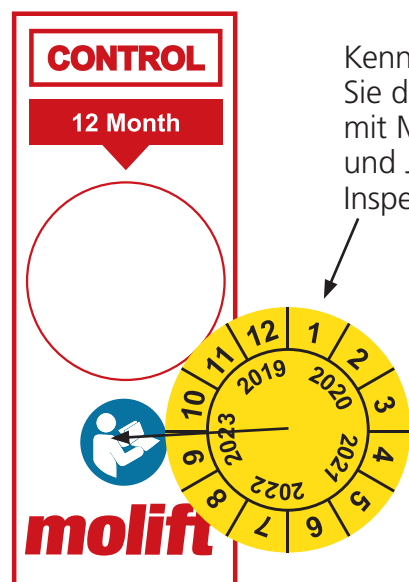 CONTROL
12 Month
Kenn
Sie d
mit M
und J
Inspe
12 1 2 3 4 5 6 7 8 9 10 11
2019 2020 2021 2022 2023
molift